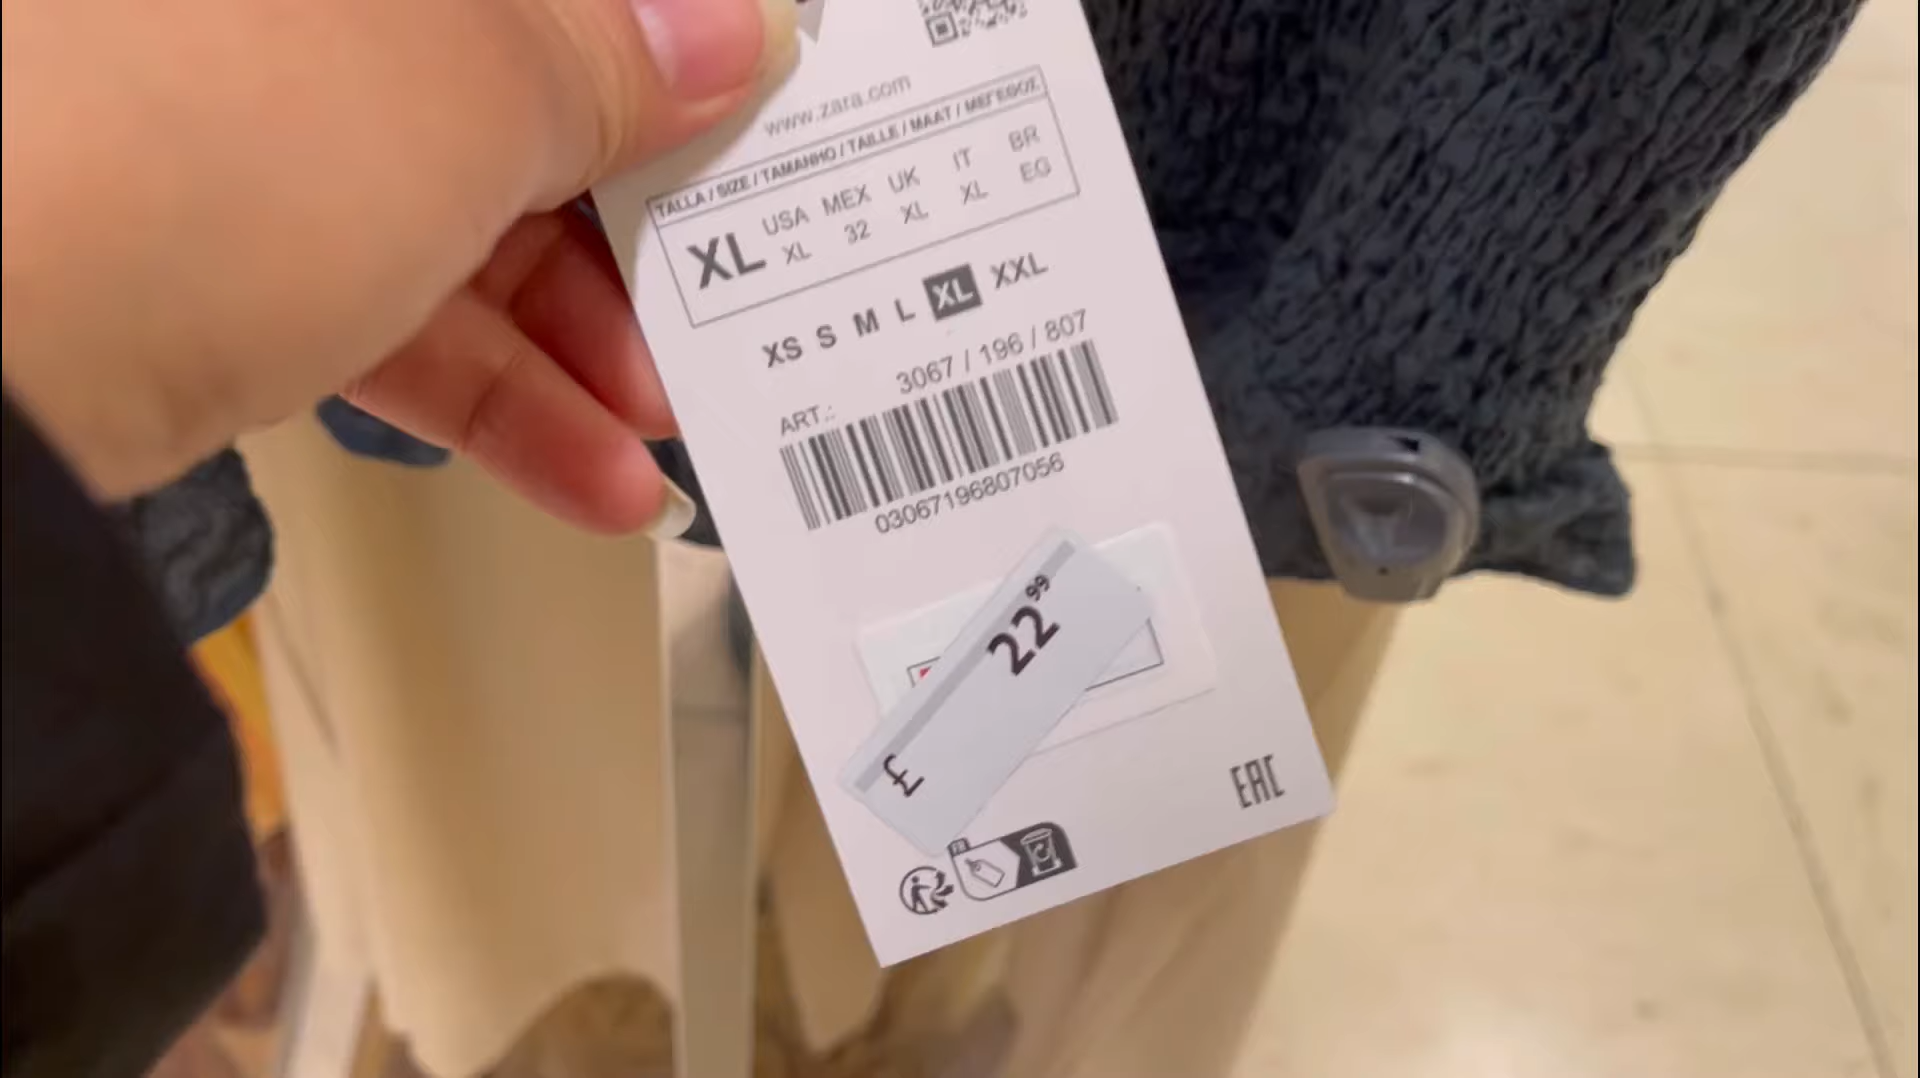 www.zara.com
TALLA / SIZE / TAMANHO / TAILLE / MAAT / ΜΕΓΕΘΟΣ
XL
USA MEX UK IT BR
XL 32 XL XL EG
XS S M L XL XXL
3067 / 196 / 807
ART.:
03067196807056
£ 22 99
FR
EAC